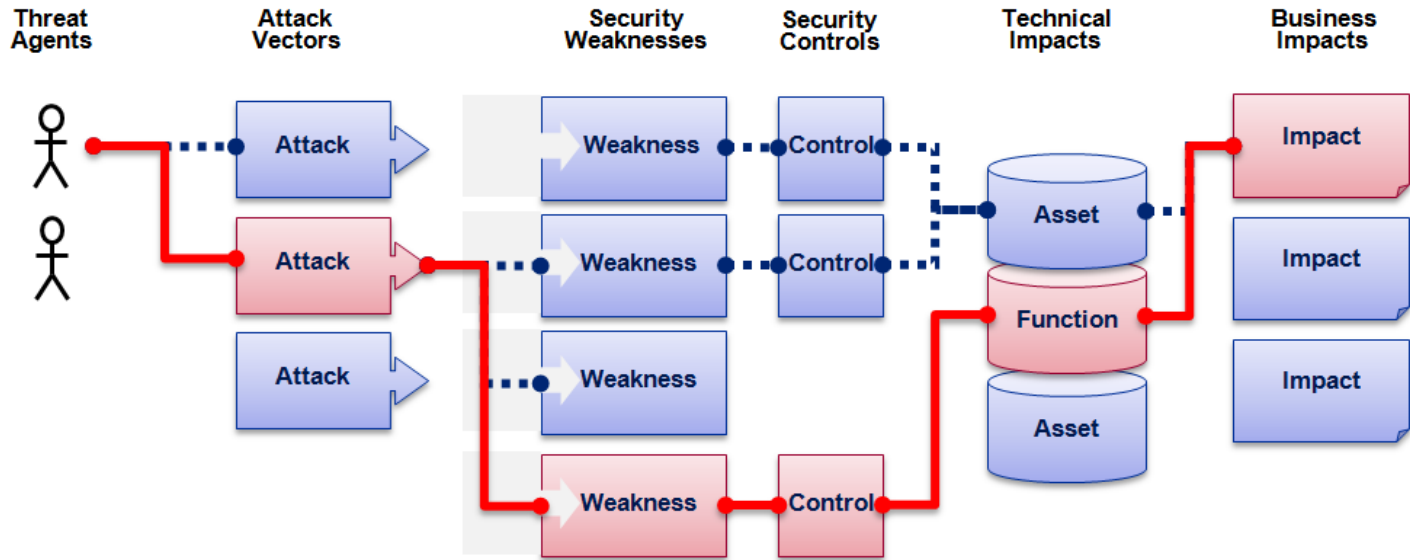 Threat
Agents
Attack
Vectors
Security
Weaknesses
Security
Controls
Technical
Impacts
Business
Impacts
Attack
Weakness
Control
Impact
Asset
Attack
Weakness
Control
Impact
Function
Attack
Weakness
Impact
Asset
Weakness
Control